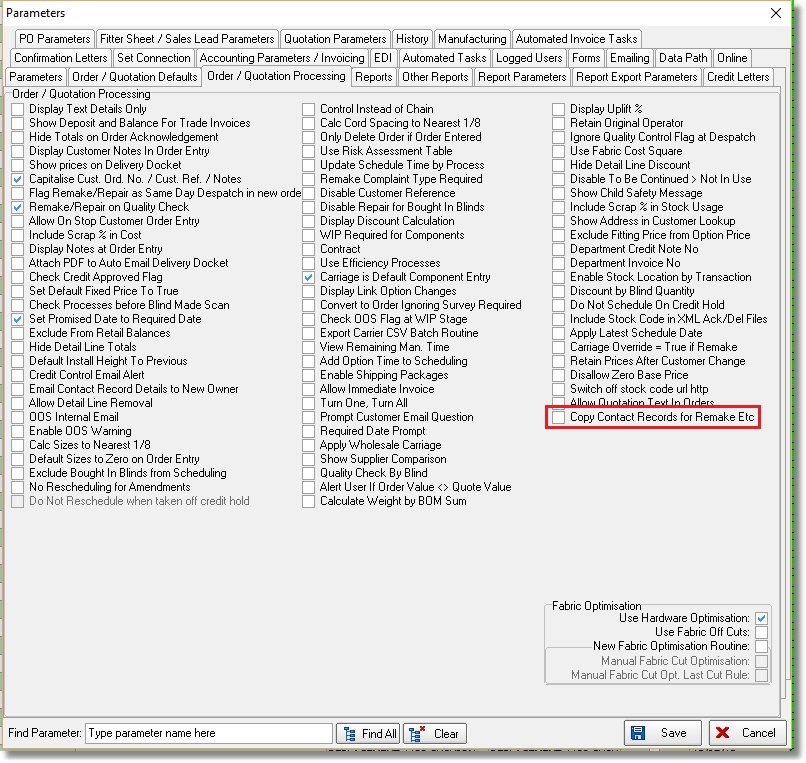 Parameters
PO Parameters
Fitter Sheet / Sales Lead Parameters
Quotation Parameters
History
Manufacturing
Automated Invoice Tasks
Confirmation Letters
Set Connection
Accounting Parameters / Invoicing
EDI
Automated Tasks
Logged Users
Forms
Emailing
Data Path
Online
Parameters
Order / Quotation Defaults
Order / Quotation Processing
Reports
Other Reports
Report Parameters
Report Export Parameters
Credit Letters
Order / Quotation Processing
Display Text Details Only
Show Deposit and Balance For Trade Invoices
Hide Totals on Order Acknowledgement
Display Customer Notes In Order Entry
Show prices on Delivery Docket
Capitalise Cust. Ord. No. / Cust. Ref. / Notes
Flag Remake/Repair as Same Day Despatch in new orde
Remake/Repair on Quality Check
Allow On Stop Customer Order Entry
Include Scrap % in Cost
Display Notes at Order Entry
Attach PDF to Auto Email Delivery Docket
Check Credit Approved Flag
Set Default Fixed Price To True
Check Processes before Blind Made Scan
Set Promised Date to Required Date
Exclude From Retail Balances
Hide Detail Line Totals
Default Install Height To Previous
Credit Control Email Alert
Email Contact Record Details to New Owner
Allow Detail Line Removal
OOS Internal Email
Enable OOS Warning
Calc Sizes to Nearest 1/8
Default Sizes to Zero on Order Entry
Exclude Bought In Blinds from Scheduling
No Rescheduling for Amendments
Do Not Reschedule when taken off credit hold
Control Instead of Chain
Calc Cord Spacing to Nearest 1/8
Only Delete Order if Order Entered
Use Risk Assessment Table
Update Schedule Time by Process
Remake Complaint Type Required
Disable Customer Reference
Disable Repair for Bought In Blinds
Display Discount Calculation
WIP Required for Components
Contract
Use Efficiency Processes
Carriage is Default Component Entry
Display Link Option Changes
Convert to Order Ignoring Survey Required
Check OOS Flag at WIP Stage
Export Carrier CSV Batch Routine
View Remaining Man. Time
Add Option Time to Scheduling
Enable Shipping Packages
Allow Immediate Invoice
Turn One, Turn All
Prompt Customer Email Question
Required Date Prompt
Apply Wholesale Carriage
Show Supplier Comparison
Quality Check By Blind
Alert User If Order Value <> Quote Value
Calculate Weight by BOM Sum
Display Uplift %
Retain Original Operator
Ignore Quality Control Flag at Despatch
Use Fabric Cost Square
Hide Detail Line Discount
Disable To Be Continued > Not In Use
Show Child Safety Message
Include Scrap % in Stock Usage
Show Address in Customer Lookup
Exclude Fitting Price from Option Price
Department Credit Note No
Department Invoice No
Enable Stock Location by Transaction
Discount by Blind Quantity
Do Not Schedule On Credit Hold
Include Stock Code in XML Ack/Del Files
Apply Latest Schedule Date
Carriage Override = True if Remake
Retain Prices After Customer Change
Disallow Zero Base Price
Switch off stock code url http
Allow Quotation Text In Orders
Copy Contact Records for Remake Etc
Fabric Optimisation
Use Hardware Optimisation:
Use Fabric Off Cuts:
New Fabric Optimisation Routine:
Manual Fabric Cut Optimisation:
Manual Fabric Cut Opt. Last Cut Rule:
Find Parameter:
Type parameter name here
Find All
Clear
Save
Cancel